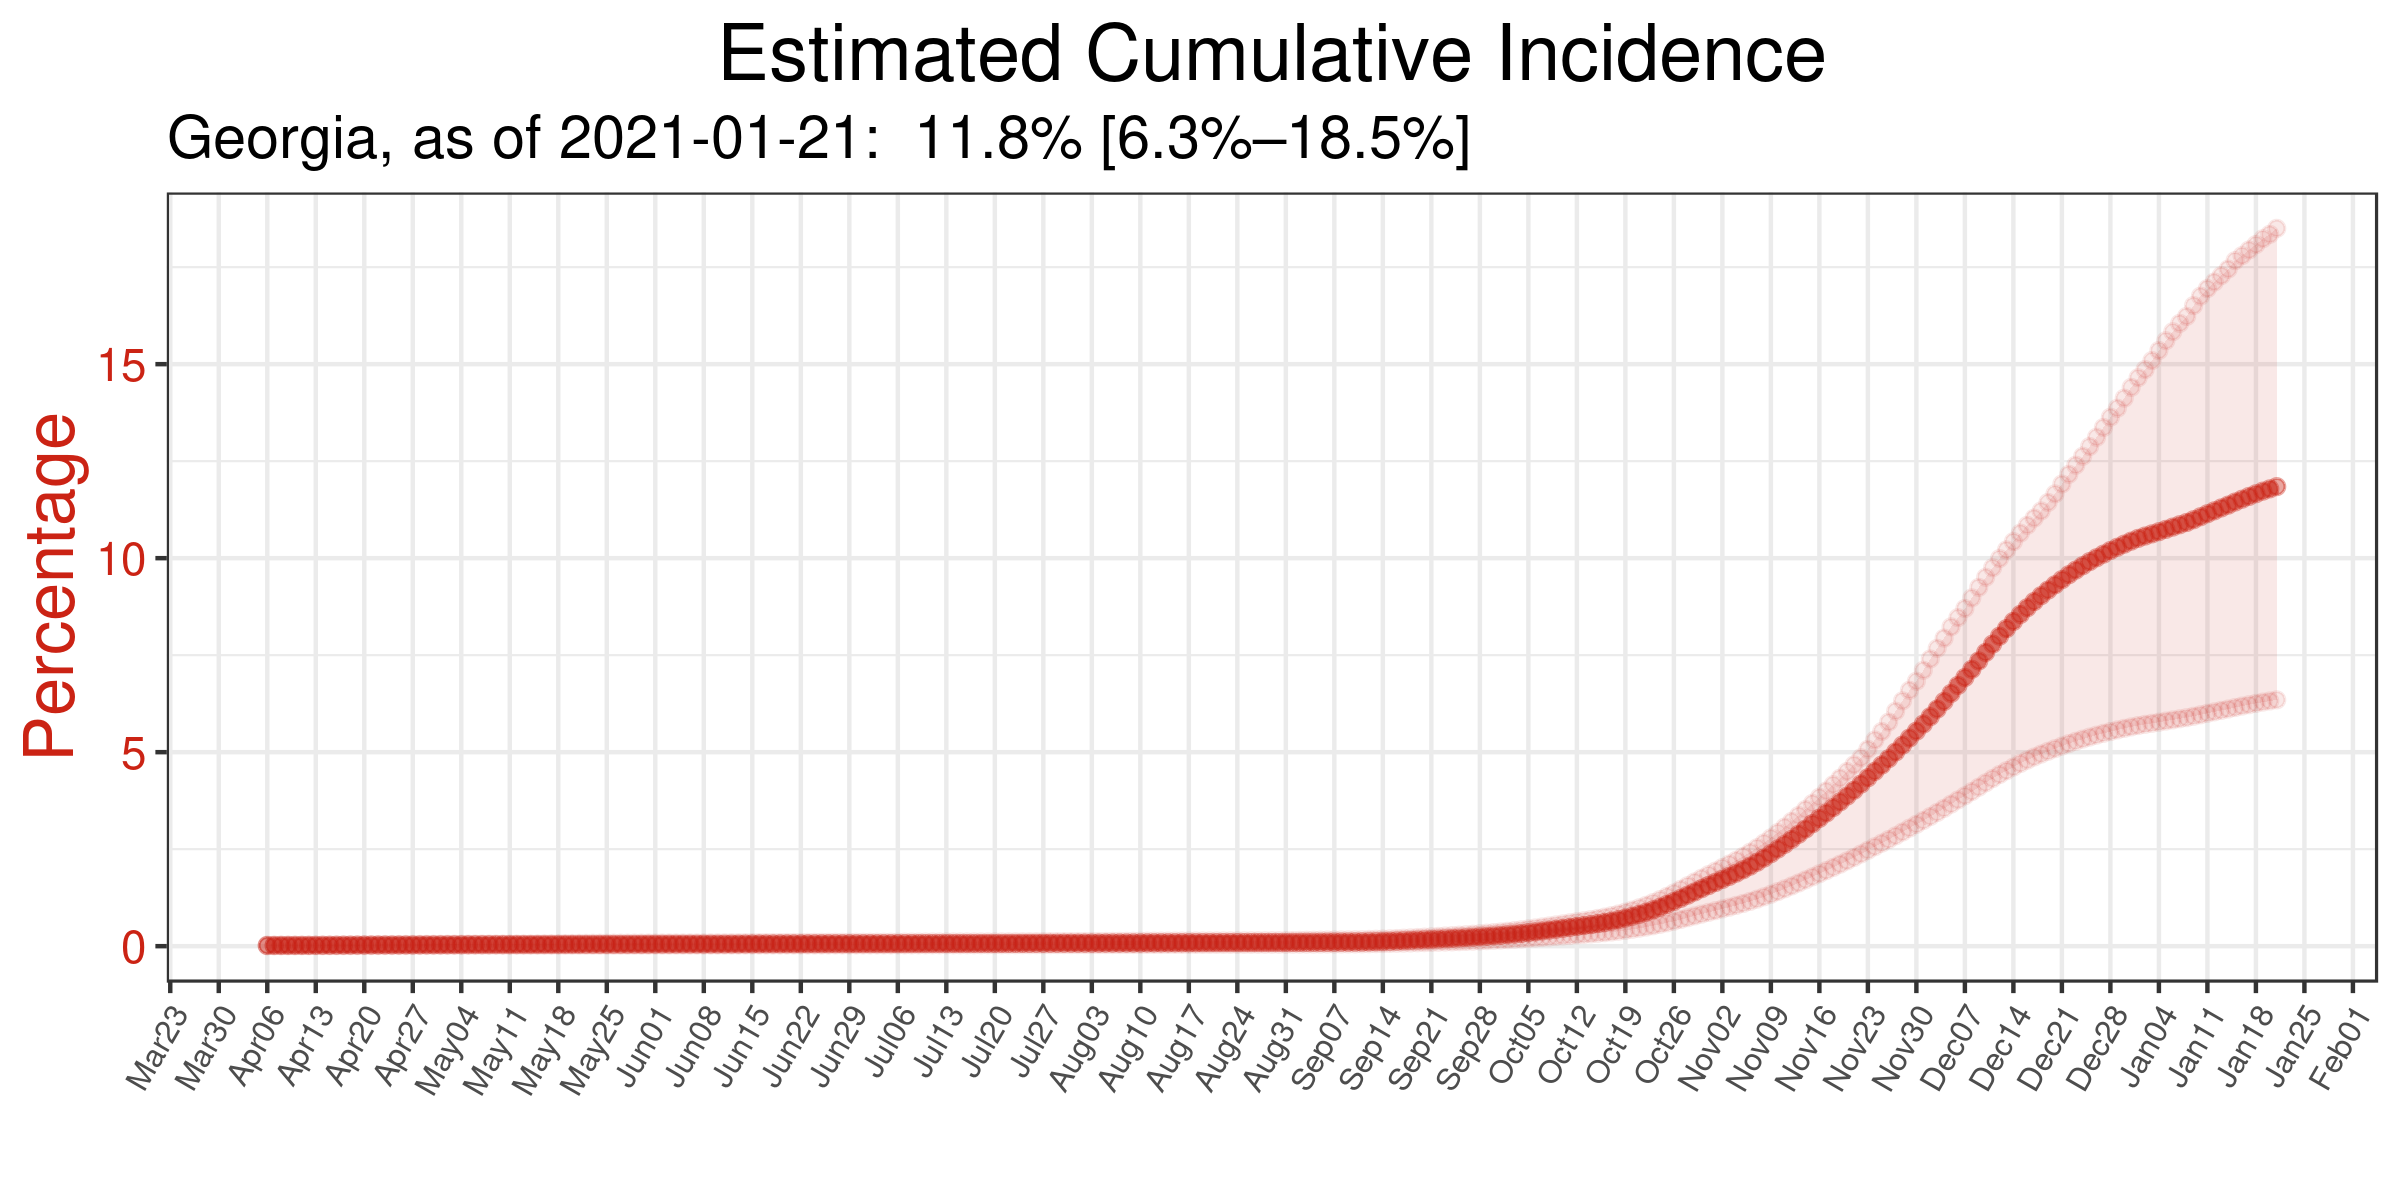 Estimated Cumulative Incidence
Georgia, as of 2021-01-21:  11.8% [6.3%–18.5%]
Percentage
15
10
5
0
Mar23
Mar30
Apr06
Apr13
Apr20
Apr27
May04
May11
May18
May25
Jun01
Jun08
Jun15
Jun22
Jun29
Jul06
Jul13
Jul20
Jul27
Aug03
Aug10
Aug17
Aug24
Aug31
Sep07
Sep14
Sep21
Sep28
Oct05
Oct12
Oct19
Oct26
Nov02
Nov09
Nov16
Nov23
Nov30
Dec07
Dec14
Dec21
Dec28
Jan04
Jan11
Jan18
Jan25
Feb01